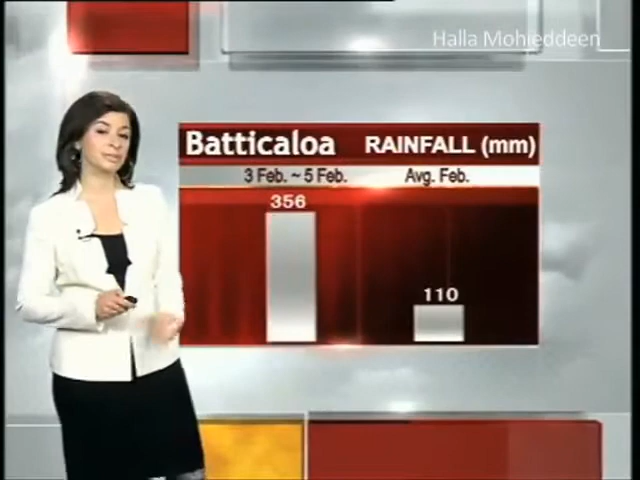 Halla Mohieddeen
Batticaloa RAINFALL (mm)
3 Feb. ~ 5 Feb. Avg. Feb.
356
110